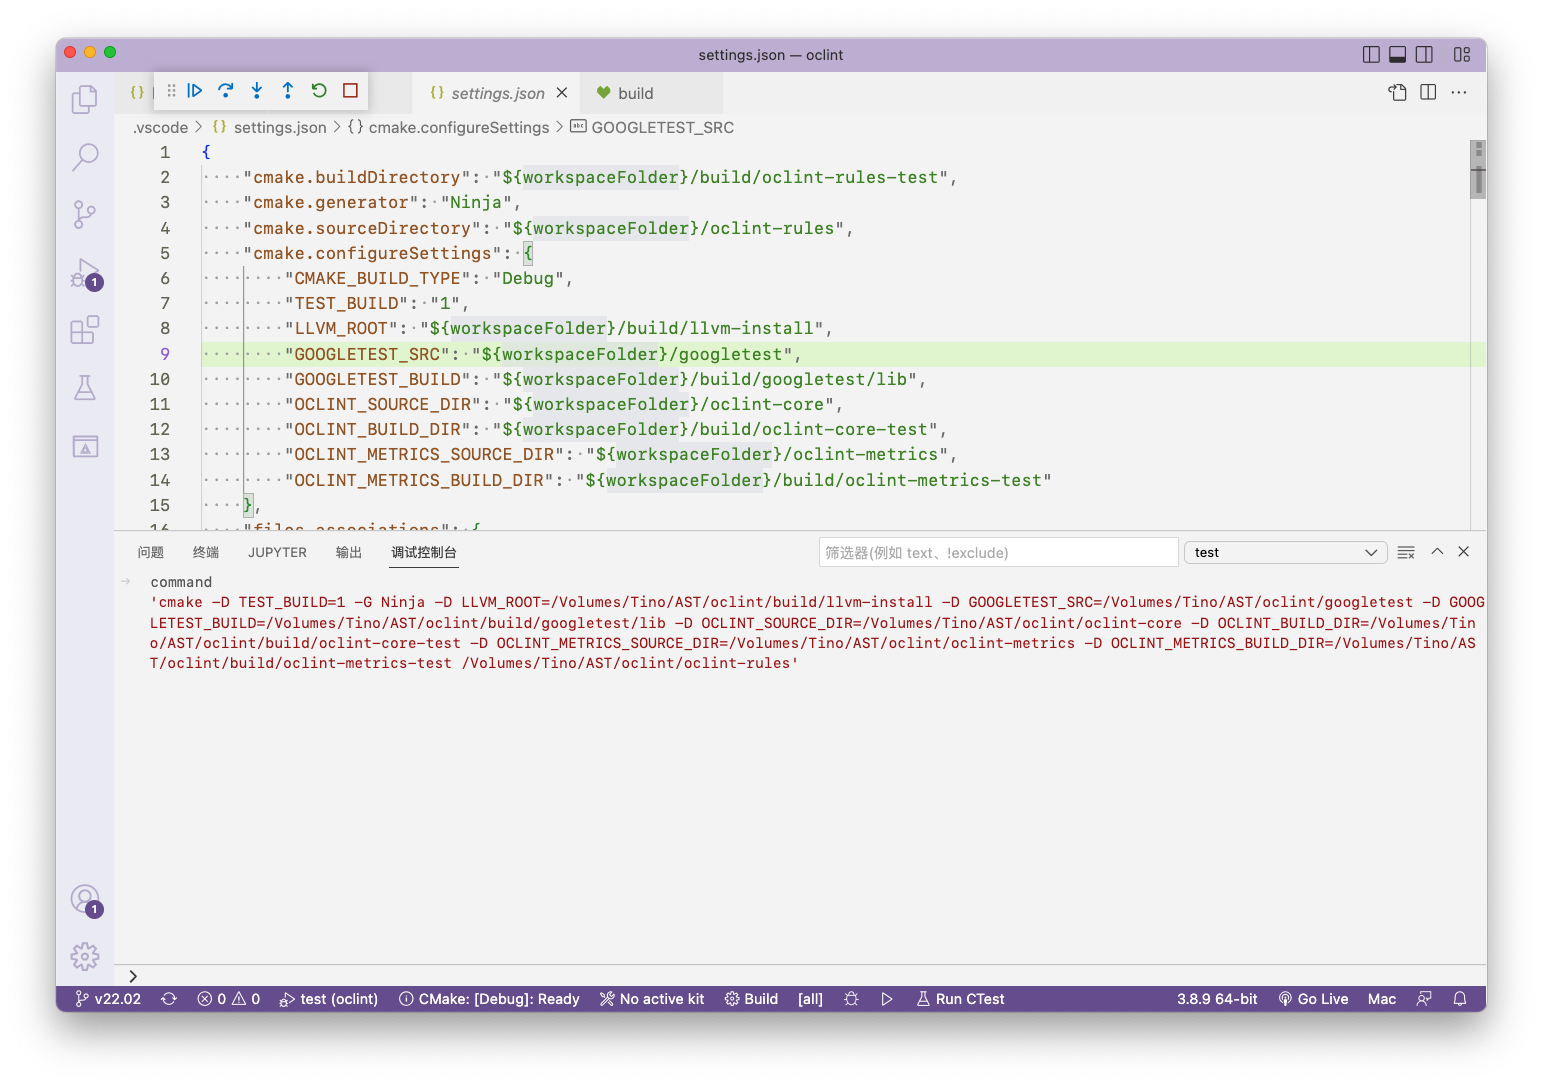 settings.json — oclint
settings.json
build
.vscode > settings.json > {} cmake.configureSettings > GOOGLETEST_SRC
1 {
2 "cmake.buildDirectory": "${workspaceFolder}/build/oclint-rules-test",
3 "cmake.generator": "Ninja",
4 "cmake.sourceDirectory": "${workspaceFolder}/oclint-rules",
5 "cmake.configureSettings": {
6 "CMAKE_BUILD_TYPE": "Debug",
7 "TEST_BUILD": "1",
8 "LLVM_ROOT": "${workspaceFolder}/build/llvm-install",
9 "GOOGLETEST_SRC": "${workspaceFolder}/googletest",
10 "GOOGLETEST_BUILD": "${workspaceFolder}/build/googletest/lib",
11 "OCLINT_SOURCE_DIR": "${workspaceFolder}/oclint-core",
12 "OCLINT_BUILD_DIR": "${workspaceFolder}/build/oclint-core-test",
13 "OCLINT_METRICS_SOURCE_DIR": "${workspaceFolder}/oclint-metrics",
14 "OCLINT_METRICS_BUILD_DIR": "${workspaceFolder}/build/oclint-metrics-test"
15 },
16 "files.associations": {
问题 终端 JUPYTER 输出 调试控制台 筛选器(例如 text、!exclude) test
command
'cmake -D TEST_BUILD=1 -G Ninja -D LLVM_ROOT=/Volumes/Tino/AST/oclint/build/llvm-install -D GOOGLETEST_SRC=/Volumes/Tino/AST/oclint/googletest -D GOOG
LETEST_BUILD=/Volumes/Tino/AST/oclint/build/googletest/lib -D OCLINT_SOURCE_DIR=/Volumes/Tino/AST/oclint/oclint-core -D OCLINT_BUILD_DIR=/Volumes/Tin
o/AST/oclint/build/oclint-core-test -D OCLINT_METRICS_SOURCE_DIR=/Volumes/Tino/AST/oclint/oclint-metrics -D OCLINT_METRICS_BUILD_DIR=/Volumes/Tino/AS
T/oclint/build/oclint-metrics-test /Volumes/Tino/AST/oclint/oclint-rules'
1
1
v22.02 0 0 test (oclint) CMake: [Debug]: Ready No active kit Build [all] Run CTest 3.8.9 64-bit Go Live Mac